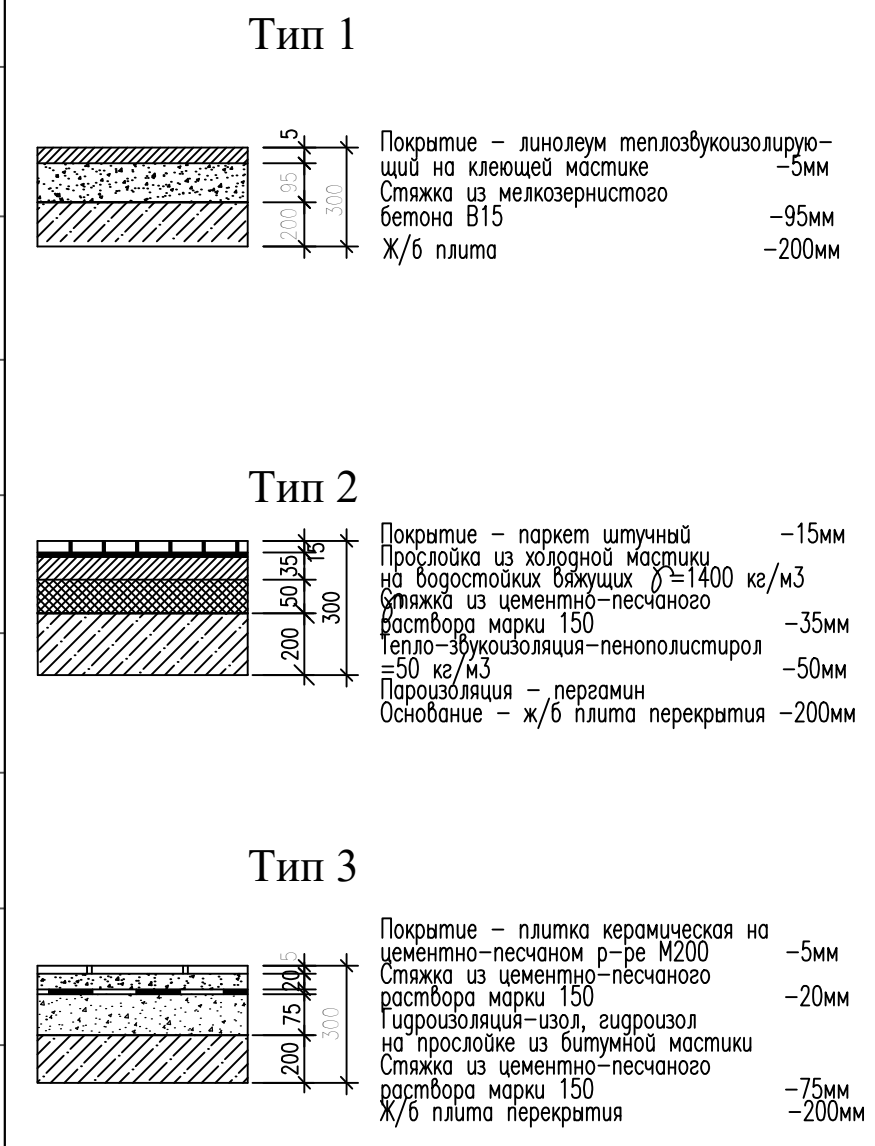 Тип 1
5
95
200
300
Покрытие – линолеум теплозвукоизолирую–
щий на клеющей мастике –5мм
Стяжка из мелкозернистого
бетона В15 –95мм
Ж/б плита –200мм
Тип 2
15
35
50
200
300
Покрытие – паркет штучный –15мм
Прослойка из холодной мастики
на водостойких вяжущих γ=1400 кг/м3
Стяжка из цементно–песчаного
γ
раствора марки 150 –35мм
Тепло–звукоизоляция–пенополистирол
=50 кг/м3 –50мм
Пароизоляция – пергамин
Основание – ж/б плита перекрытия –200мм
Тип 3
5
20
75
200
300
Покрытие – плитка керамическая на
цементно–песчаном р–ре М200 –5мм
Стяжка из цементно–песчаного
раствора марки 150 –20мм
Гидроизоляция–изол, гидроизол
на прослойке из битумной мастики
Стяжка из цементно–песчаного
раствора марки 150 –75мм
Ж/б плита перекрытия –200мм